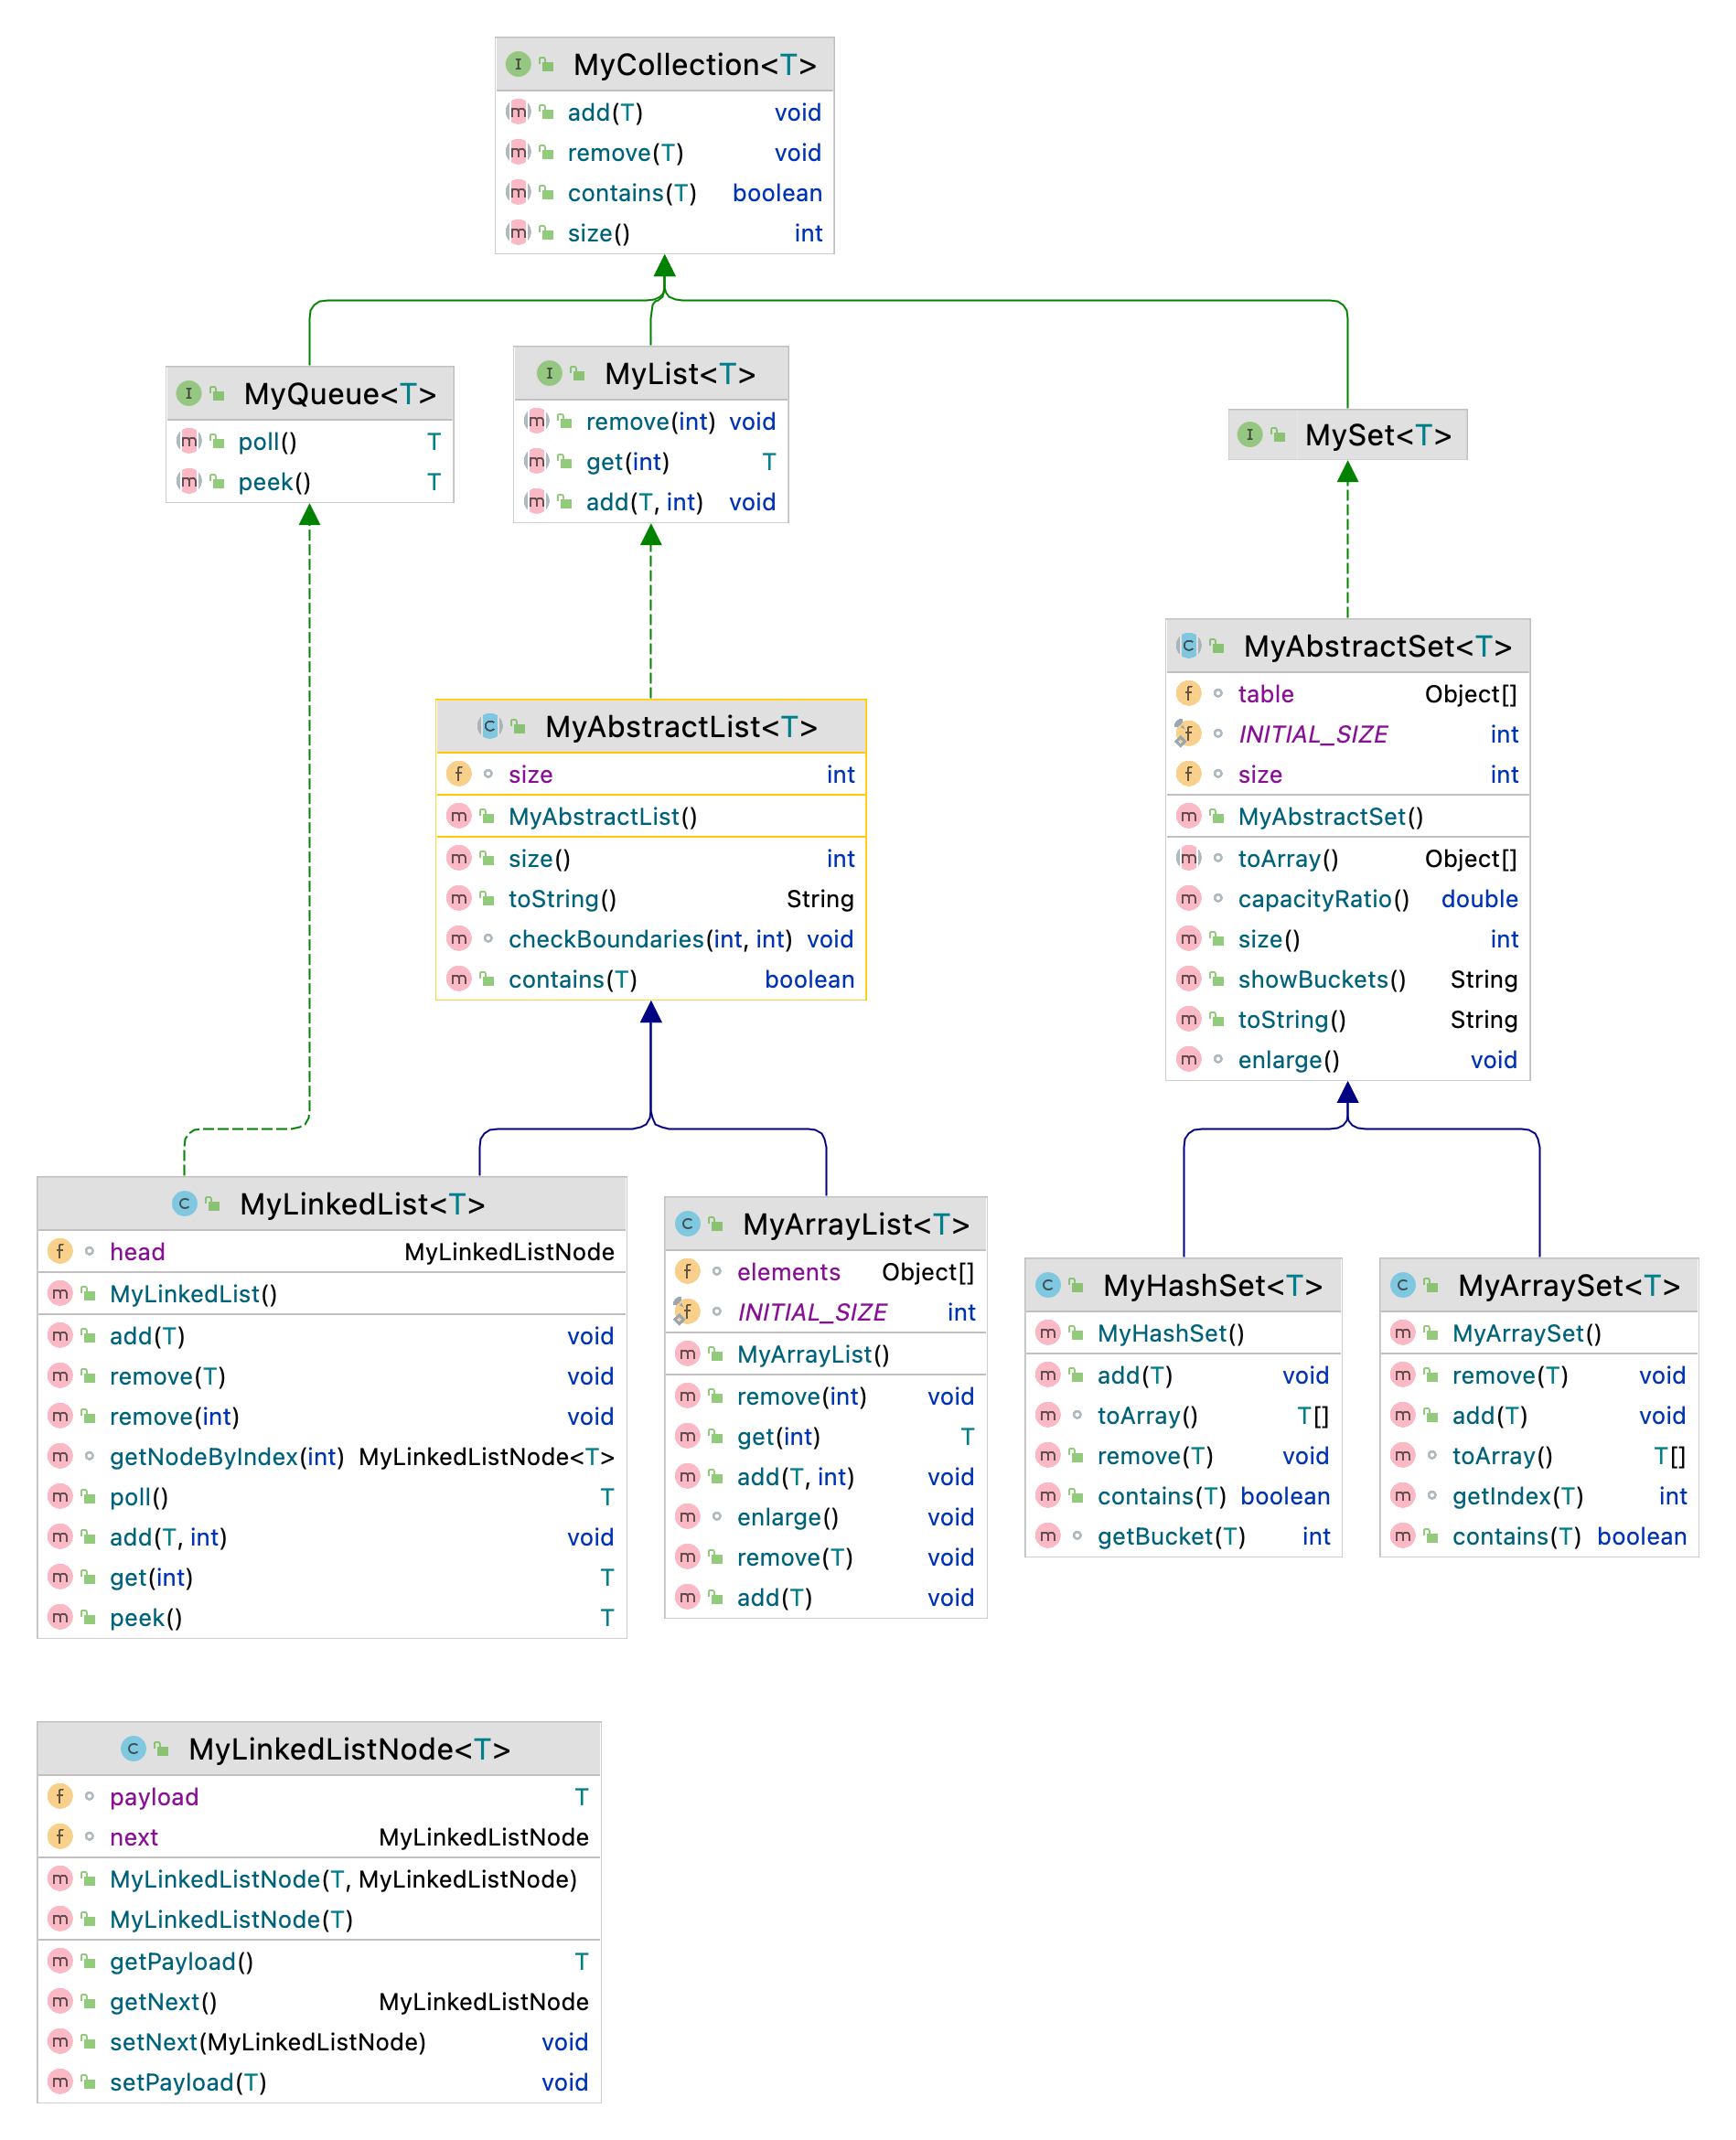 MyCollection<T>
add(T) void
remove(T) void
contains(T) boolean
size() int
MyQueue<T>
poll() T
peek() T
MyList<T>
remove(int) void
get(int) T
add(T, int) void
MySet<T>
MyAbstractList<T>
size int
MyAbstractList()
size() int
toString() String
checkBoundaries(int, int) void
contains(T) boolean
MyAbstractSet<T>
table Object[]
INITIAL_SIZE int
size int
MyAbstractSet()
toArray() Object[]
capacityRatio() double
size() int
showBuckets() String
toString() String
enlarge() void
MyLinkedList<T>
head MyLinkedListNode
MyLinkedList()
add(T) void
remove(T) void
remove(int) void
getNodeByIndex(int) MyLinkedListNode<T>
poll() T
add(T, int) void
get(int) T
peek() T
MyArrayList<T>
elements Object[]
INITIAL_SIZE int
MyArrayList()
remove(int) void
get(int) T
add(T, int) void
enlarge() void
remove(T) void
add(T) void
MyHashSet<T>
MyHashSet()
add(T) void
toArray() T[]
remove(T) void
contains(T) boolean
getBucket(T) int
MyArraySet<T>
MyArraySet()
remove(T) void
add(T) void
toArray() T[]
getIndex(T) int
contains(T) boolean
MyLinkedListNode<T>
payload T
next MyLinkedListNode
MyLinkedListNode(T, MyLinkedListNode)
MyLinkedListNode(T)
getPayload() T
getNext() MyLinkedListNode
setNext(MyLinkedListNode) void
setPayload(T) void